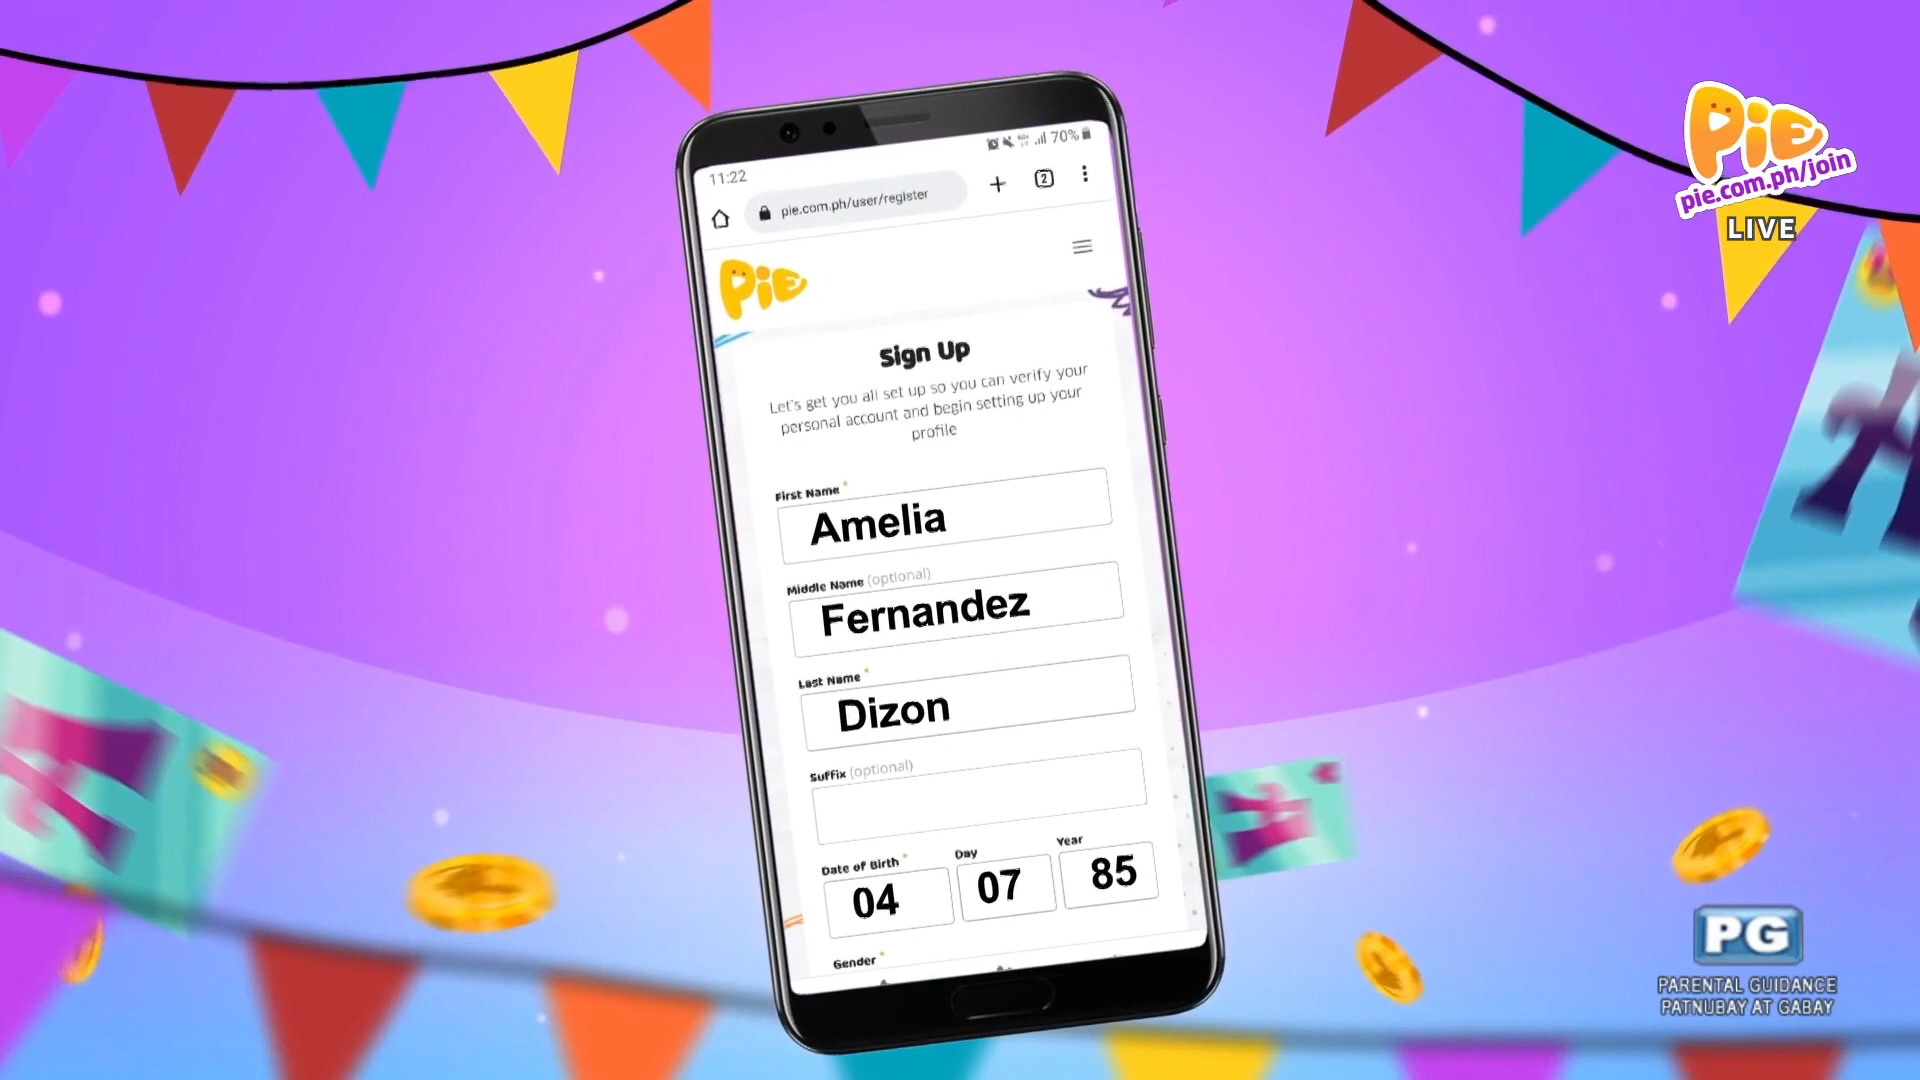 11:22
70%
pie.com.ph/user/register
2
Pie
Sign Up
Let's get you all set up so you can verify your
personal account and begin setting up your
profile
First Name *
Amelia
Middle Name (optional)
Fernandez
Last Name *
Dizon
Suffix (optional)
Date of Birth * Day Year
04 07 85
Gender *
Pie
pie.com.ph/join
LIVE
PG
PARENTAL GUIDANCE
PATNUBAY AT GABAY